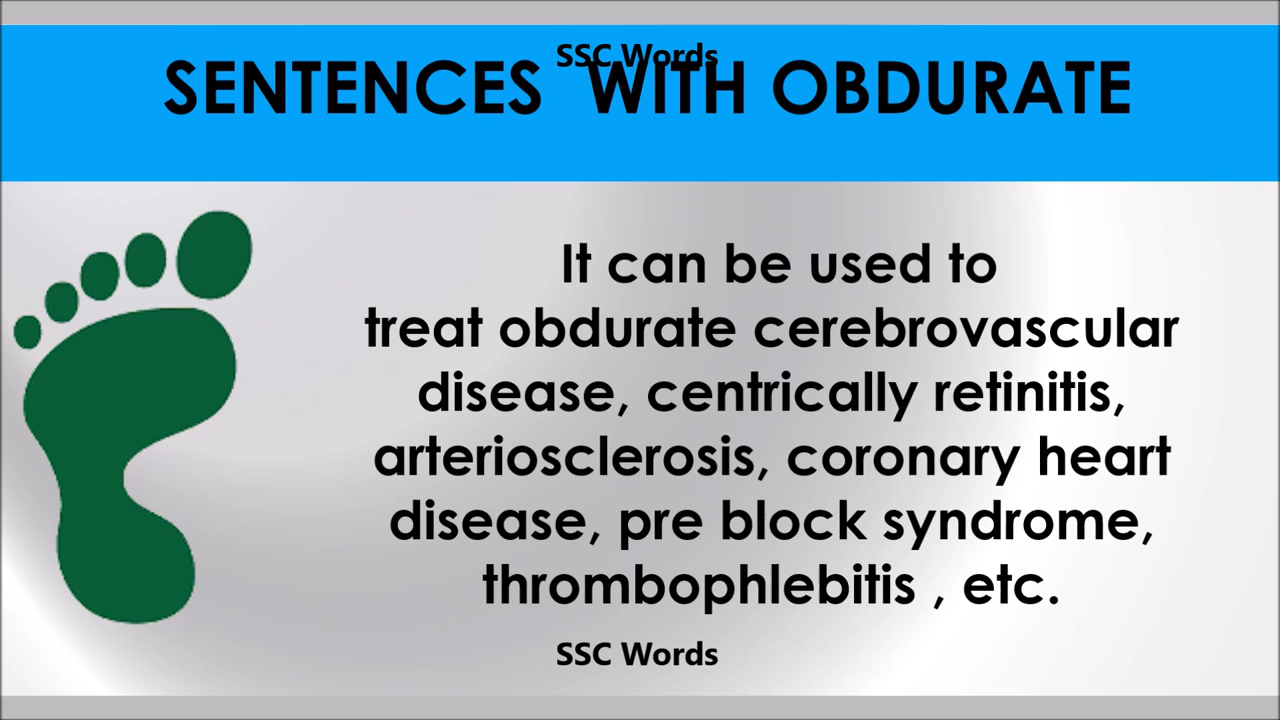 SSC Words
SENTENCES WITH OBDURATE
It can be used to
treat obdurate cerebrovascular
disease, centrically retinitis,
arteriosclerosis, coronary heart
disease, pre block syndrome,
thrombophlebitis , etc.
SSC Words